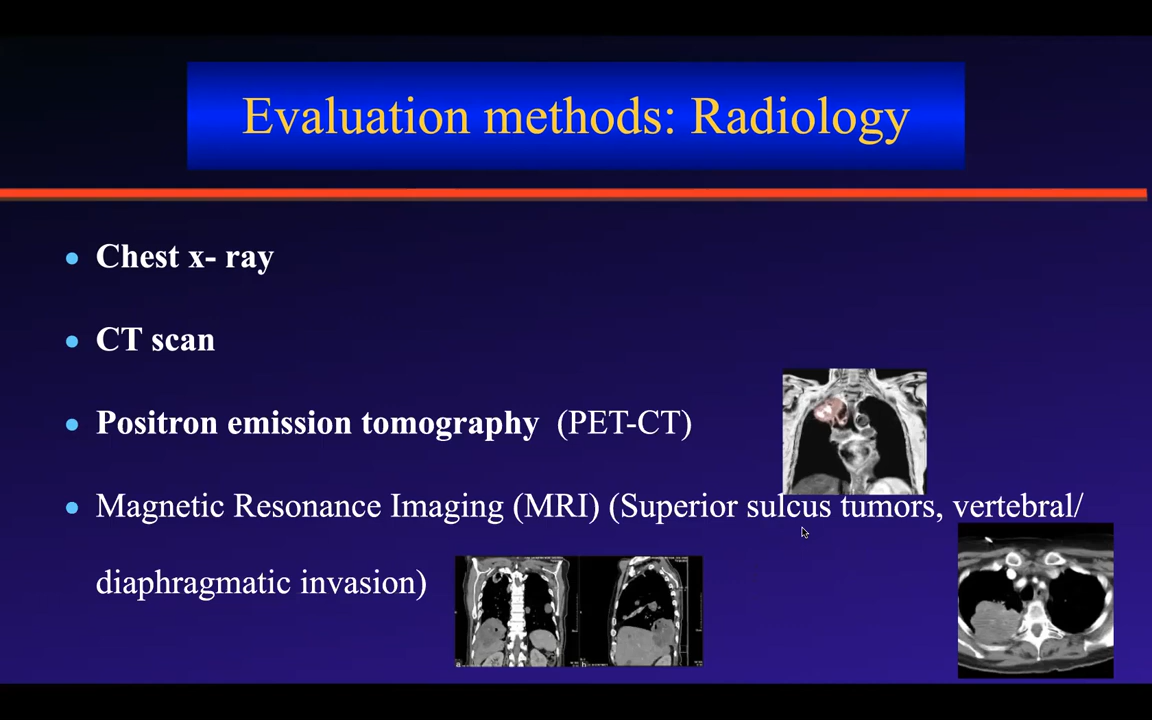 Evaluation methods: Radiology
Chest x- ray
CT scan
Positron emission tomography (PET-CT)
Magnetic Resonance Imaging (MRI) (Superior sulcus tumors, vertebral/
diaphragmatic invasion)
a
b